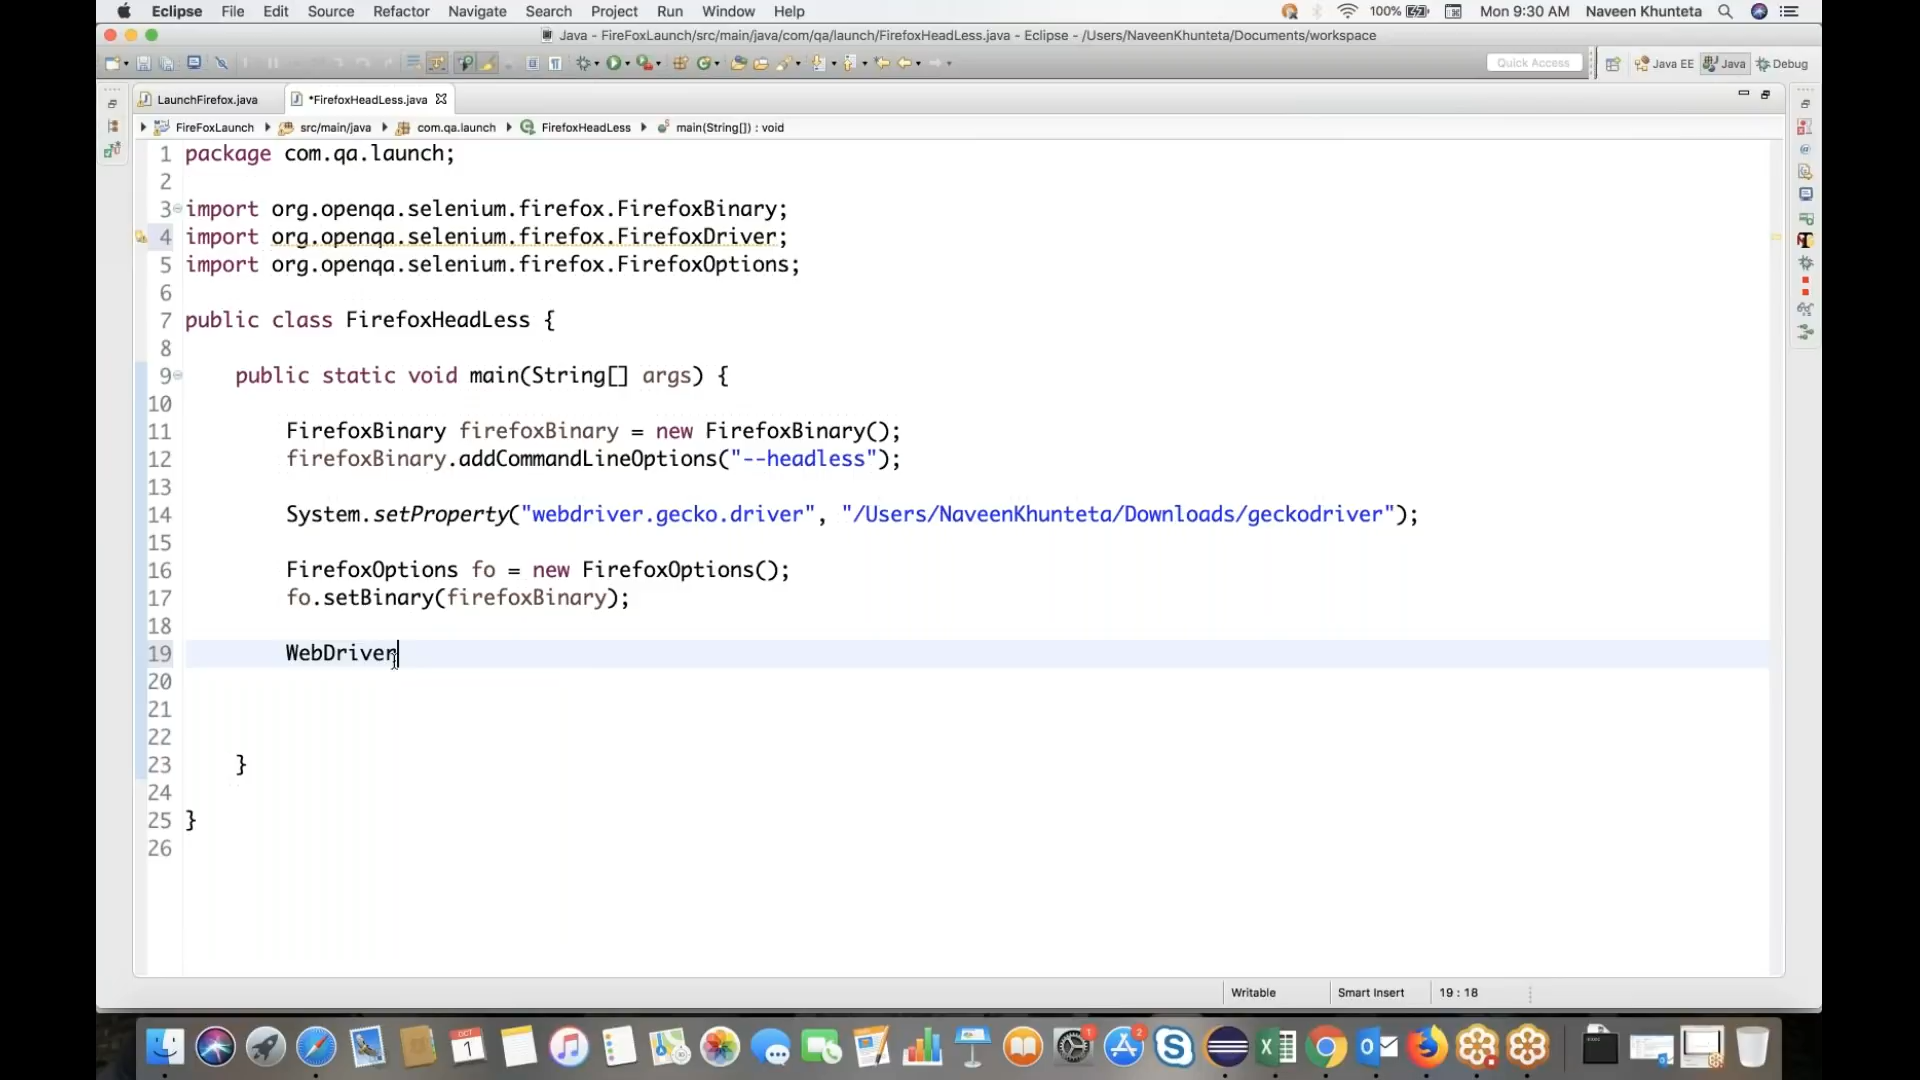 Eclipse File Edit Source Refactor Navigate Search Project Run Window Help 100% Mon 9:30 AM Naveen Khunteta
Java - FireFoxLaunch/src/main/java/com/qa/launch/FirefoxHeadLess.java - Eclipse - /Users/NaveenKhunteta/Documents/workspace
Quick Access Java EE Java Debug
LaunchFirefox.java *FirefoxHeadLess.java
FireFoxLaunch src/main/java com.qa.launch FirefoxHeadLess main(String[]) : void
1 package com.qa.launch;
2
3 import org.openqa.selenium.firefox.FirefoxBinary;
4 import org.openqa.selenium.firefox.FirefoxDriver;
5 import org.openqa.selenium.firefox.FirefoxOptions;
6
7 public class FirefoxHeadLess {
8
9 public static void main(String[] args) {
10
11 FirefoxBinary firefoxBinary = new FirefoxBinary();
12 firefoxBinary.addCommandLineOptions("--headless");
13
14 System.setProperty("webdriver.gecko.driver", "/Users/NaveenKhunteta/Downloads/geckodriver");
15
16 FirefoxOptions fo = new FirefoxOptions();
17 fo.setBinary(firefoxBinary);
18
19 WebDriver
20
21
22
23 }
24
25 }
26
Writable Smart Insert 19 : 18
OCT
1
1
2